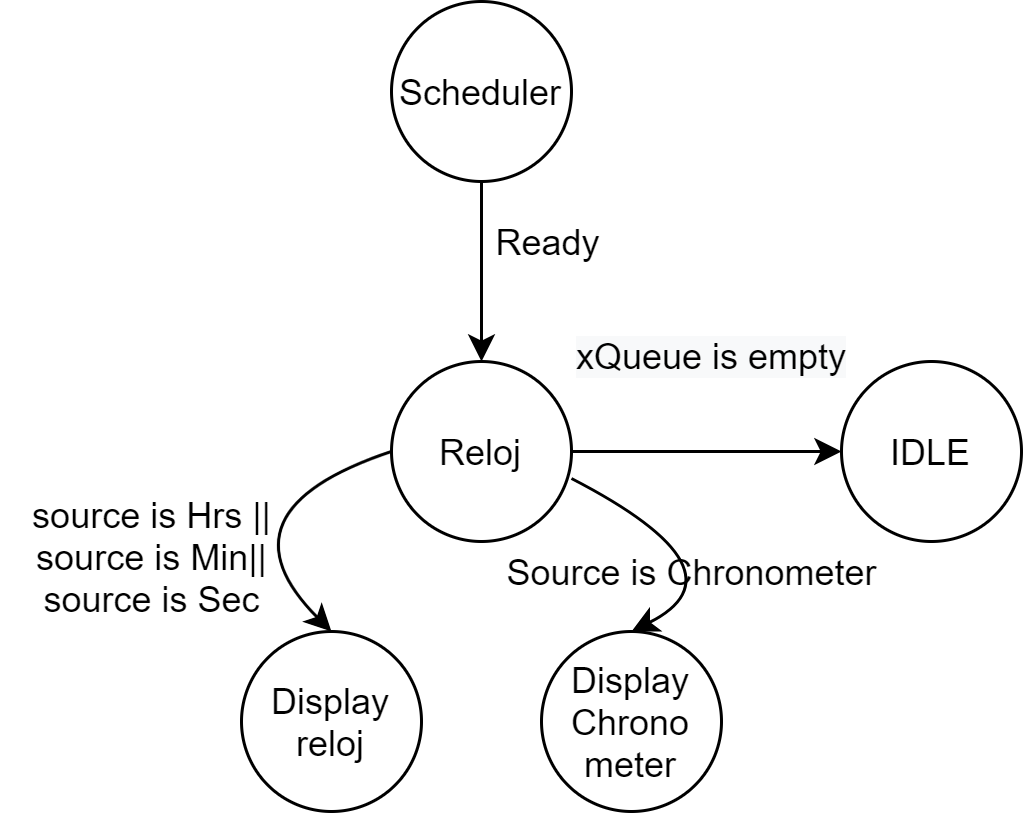 Scheduler
Ready
xQueue is empty
Reloj
IDLE
source is Hrs ||
source is Min||
source is Sec
Source is Chronometer
Display
reloj
Display
Chrono
meter